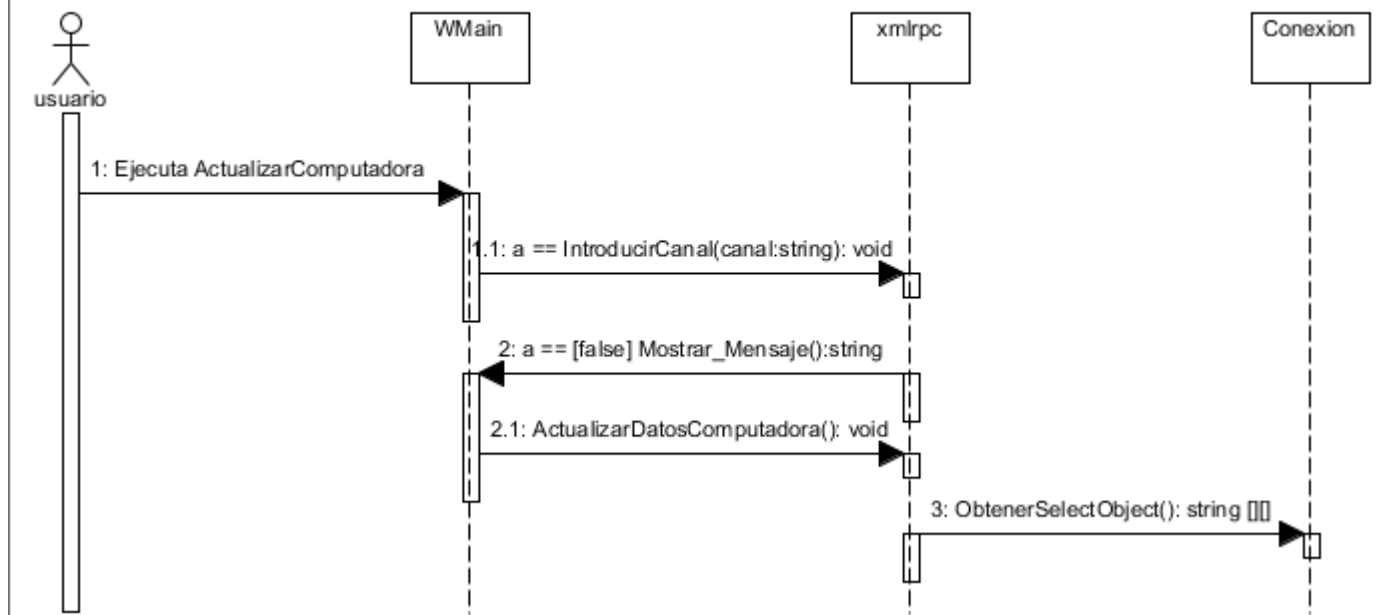 WMain
xmlrpc
Conexion
usuario
1: Ejecuta ActualizarComputadora
1.1: a == IntroducirCanal(canal:string): void
2: a == [false] Mostrar_Mensaje():string
2.1: ActualizarDatosComputadora(): void
3: ObtenerSelectObject(): string [][]